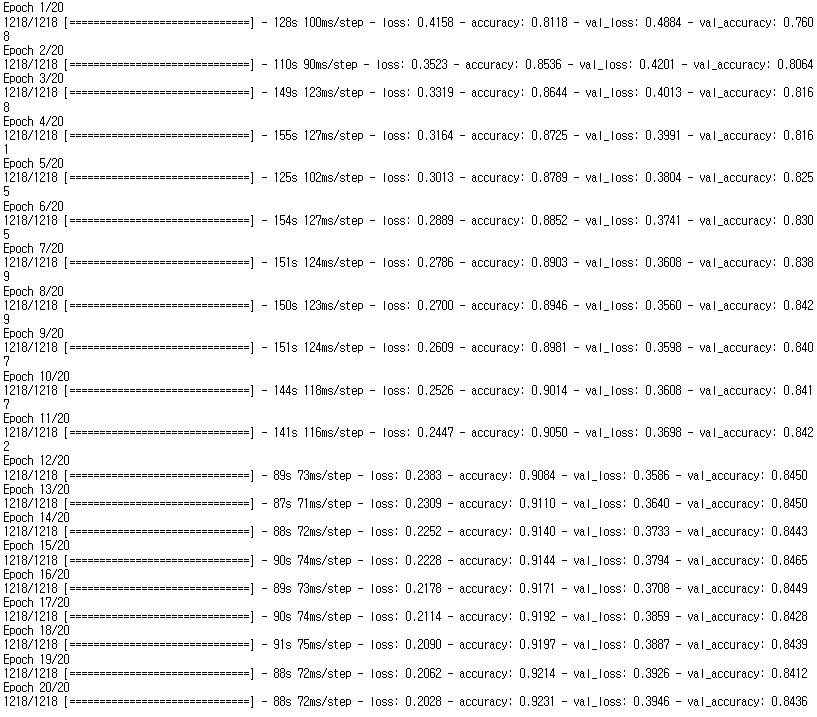 Epoch 1/20
1218/1218 [==============================] - 128s 100ms/step - loss: 0.4158 - accuracy: 0.8118 - val_loss: 0.4884 - val_accuracy: 0.760
8
Epoch 2/20
1218/1218 [==============================] - 110s 90ms/step - loss: 0.3523 - accuracy: 0.8536 - val_loss: 0.4201 - val_accuracy: 0.8064
Epoch 3/20
1218/1218 [==============================] - 149s 123ms/step - loss: 0.3319 - accuracy: 0.8644 - val_loss: 0.4013 - val_accuracy: 0.816
8
Epoch 4/20
1218/1218 [==============================] - 155s 127ms/step - loss: 0.3164 - accuracy: 0.8725 - val_loss: 0.3991 - val_accuracy: 0.816
1
Epoch 5/20
1218/1218 [==============================] - 125s 102ms/step - loss: 0.3013 - accuracy: 0.8789 - val_loss: 0.3804 - val_accuracy: 0.825
5
Epoch 6/20
1218/1218 [==============================] - 154s 127ms/step - loss: 0.2889 - accuracy: 0.8852 - val_loss: 0.3741 - val_accuracy: 0.830
5
Epoch 7/20
1218/1218 [==============================] - 151s 124ms/step - loss: 0.2786 - accuracy: 0.8903 - val_loss: 0.3608 - val_accuracy: 0.838
9
Epoch 8/20
1218/1218 [==============================] - 150s 123ms/step - loss: 0.2700 - accuracy: 0.8946 - val_loss: 0.3560 - val_accuracy: 0.842
9
Epoch 9/20
1218/1218 [==============================] - 151s 124ms/step - loss: 0.2609 - accuracy: 0.8981 - val_loss: 0.3598 - val_accuracy: 0.840
7
Epoch 10/20
1218/1218 [==============================] - 144s 118ms/step - loss: 0.2526 - accuracy: 0.9014 - val_loss: 0.3608 - val_accuracy: 0.841
7
Epoch 11/20
1218/1218 [==============================] - 141s 116ms/step - loss: 0.2447 - accuracy: 0.9050 - val_loss: 0.3698 - val_accuracy: 0.842
2
Epoch 12/20
1218/1218 [==============================] - 89s 73ms/step - loss: 0.2383 - accuracy: 0.9084 - val_loss: 0.3586 - val_accuracy: 0.8450
Epoch 13/20
1218/1218 [==============================] - 87s 71ms/step - loss: 0.2309 - accuracy: 0.9110 - val_loss: 0.3640 - val_accuracy: 0.8450
Epoch 14/20
1218/1218 [==============================] - 88s 72ms/step - loss: 0.2252 - accuracy: 0.9140 - val_loss: 0.3733 - val_accuracy: 0.8443
Epoch 15/20
1218/1218 [==============================] - 90s 74ms/step - loss: 0.2228 - accuracy: 0.9144 - val_loss: 0.3794 - val_accuracy: 0.8465
Epoch 16/20
1218/1218 [==============================] - 89s 73ms/step - loss: 0.2178 - accuracy: 0.9171 - val_loss: 0.3708 - val_accuracy: 0.8449
Epoch 17/20
1218/1218 [==============================] - 90s 74ms/step - loss: 0.2114 - accuracy: 0.9192 - val_loss: 0.3859 - val_accuracy: 0.8428
Epoch 18/20
1218/1218 [==============================] - 91s 75ms/step - loss: 0.2090 - accuracy: 0.9197 - val_loss: 0.3887 - val_accuracy: 0.8439
Epoch 19/20
1218/1218 [==============================] - 88s 72ms/step - loss: 0.2062 - accuracy: 0.9214 - val_loss: 0.3926 - val_accuracy: 0.8412
Epoch 20/20
1218/1218 [==============================] - 88s 72ms/step - loss: 0.2028 - accuracy: 0.9231 - val_loss: 0.3946 - val_accuracy: 0.8436